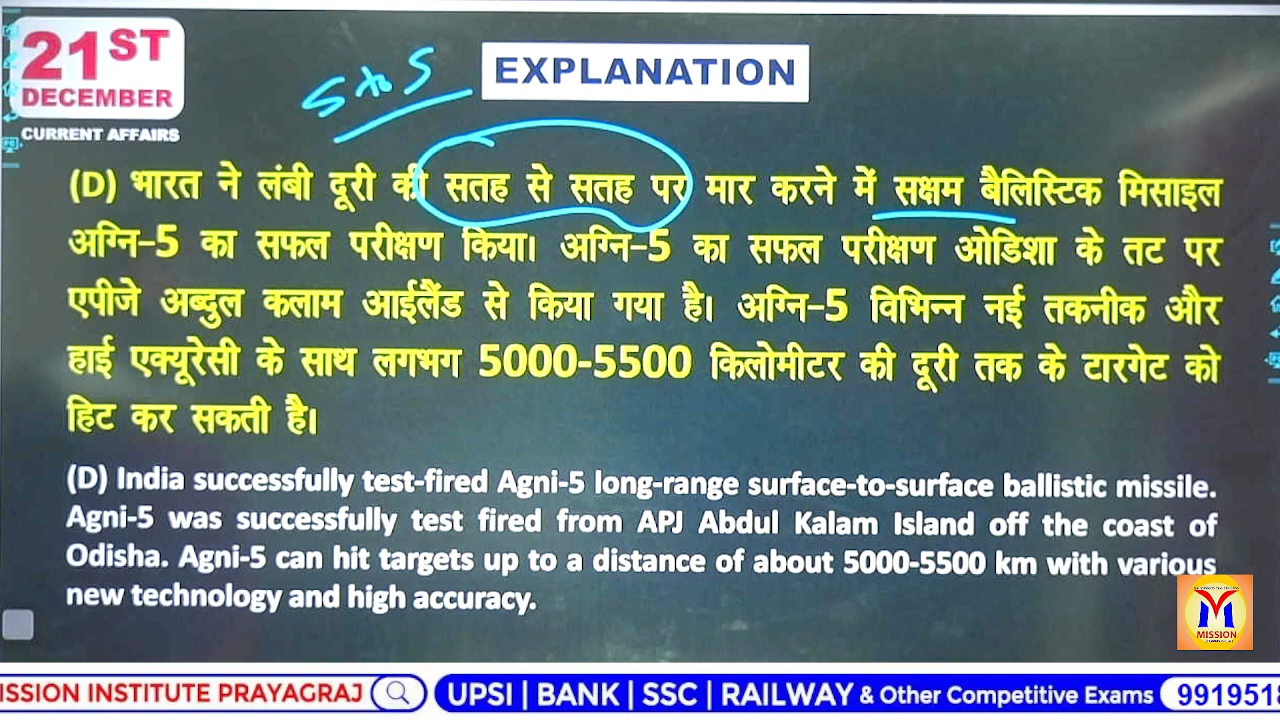 21ST
DECEMBER
CURRENT AFFAIRS
S to S
EXPLANATION
(D) भारत ने लंबी दूरी की सतह से सतह पर मार करने में सक्षम बैलिस्टिक मिसाइल
अग्नि–5 का सफल परीक्षण किया। अग्नि–5 का सफल परीक्षण ओडिशा के तट पर
एपीजे अब्दुल कलाम आईलैंड से किया गया है। अग्नि–5 विभिन्न नई तकनीक और
हाई एक्यूरेसी के साथ लगभग 5000-5500 किलोमीटर की दूरी तक के टारगेट को
हिट कर सकती है।
(D) India successfully test-fired Agni-5 long-range surface-to-surface ballistic missile.
Agni-5 was successfully test fired from APJ Abdul Kalam Island off the coast of
Odisha. Agni-5 can hit targets up to a distance of about 5000-5500 km with various
new technology and high accuracy.
MISSION
ISSION INSTITUTE PRAYAGRAJ
UPSI | BANK | SSC | RAILWAY & Other Competitive Exams
9919518